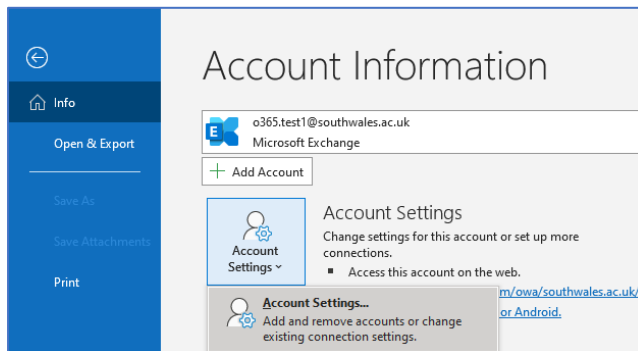 Account Information
Info
o365.test1@southwales.ac.uk
Microsoft Exchange
Open & Export
Add Account
Save As
Save Attachments
Print
Account
Settings
Account Settings
Change settings for this account or set up more
connections.
Access this account on the web.
m/owa/southwales.ac.uk/
or Android.
Account Settings...
Add and remove accounts or change
existing connection settings.